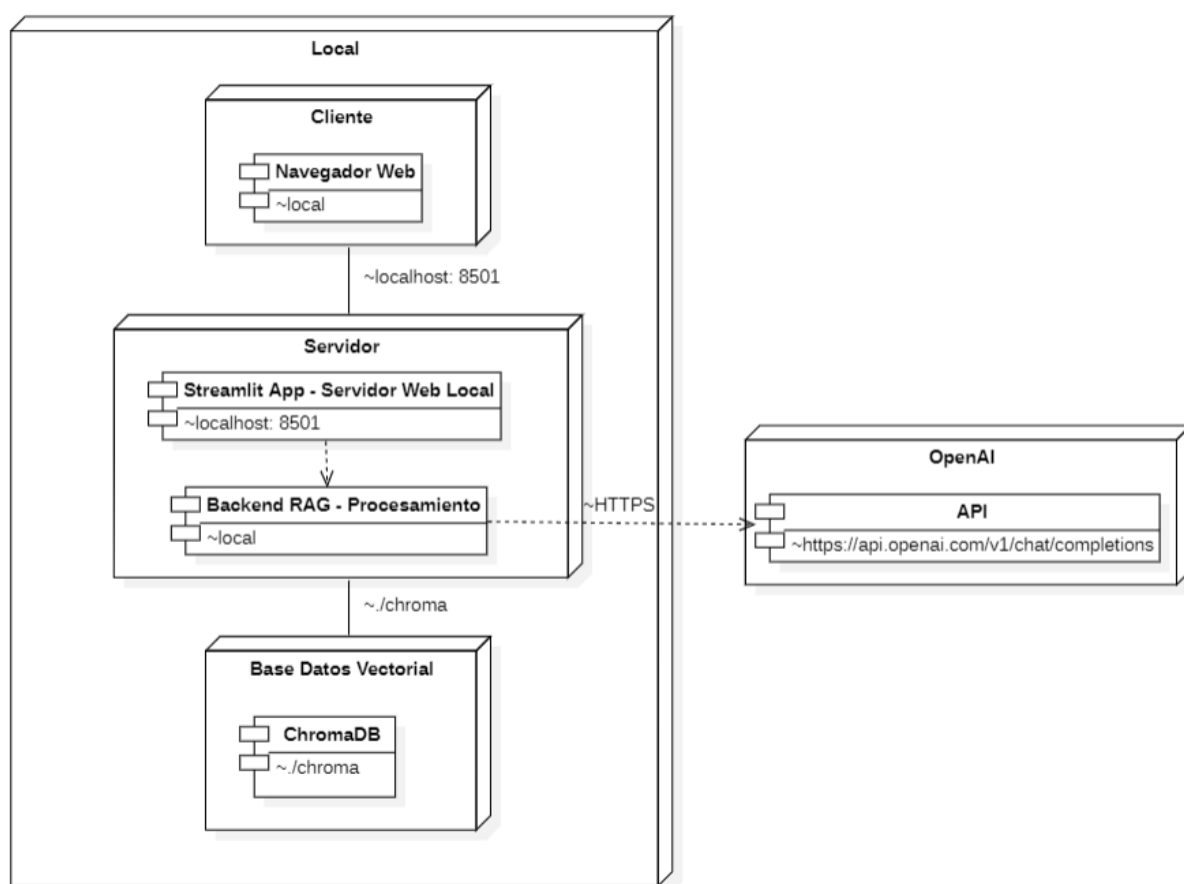 Local
Cliente
Navegador Web
~local
~localhost: 8501
Servidor
Streamlit App - Servidor Web Local
~localhost: 8501
Backend RAG - Procesamiento
~local
~HTTPS
OpenAI
API
~https://api.openai.com/v1/chat/completions
~./chroma
Base Datos Vectorial
ChromaDB
~./chroma